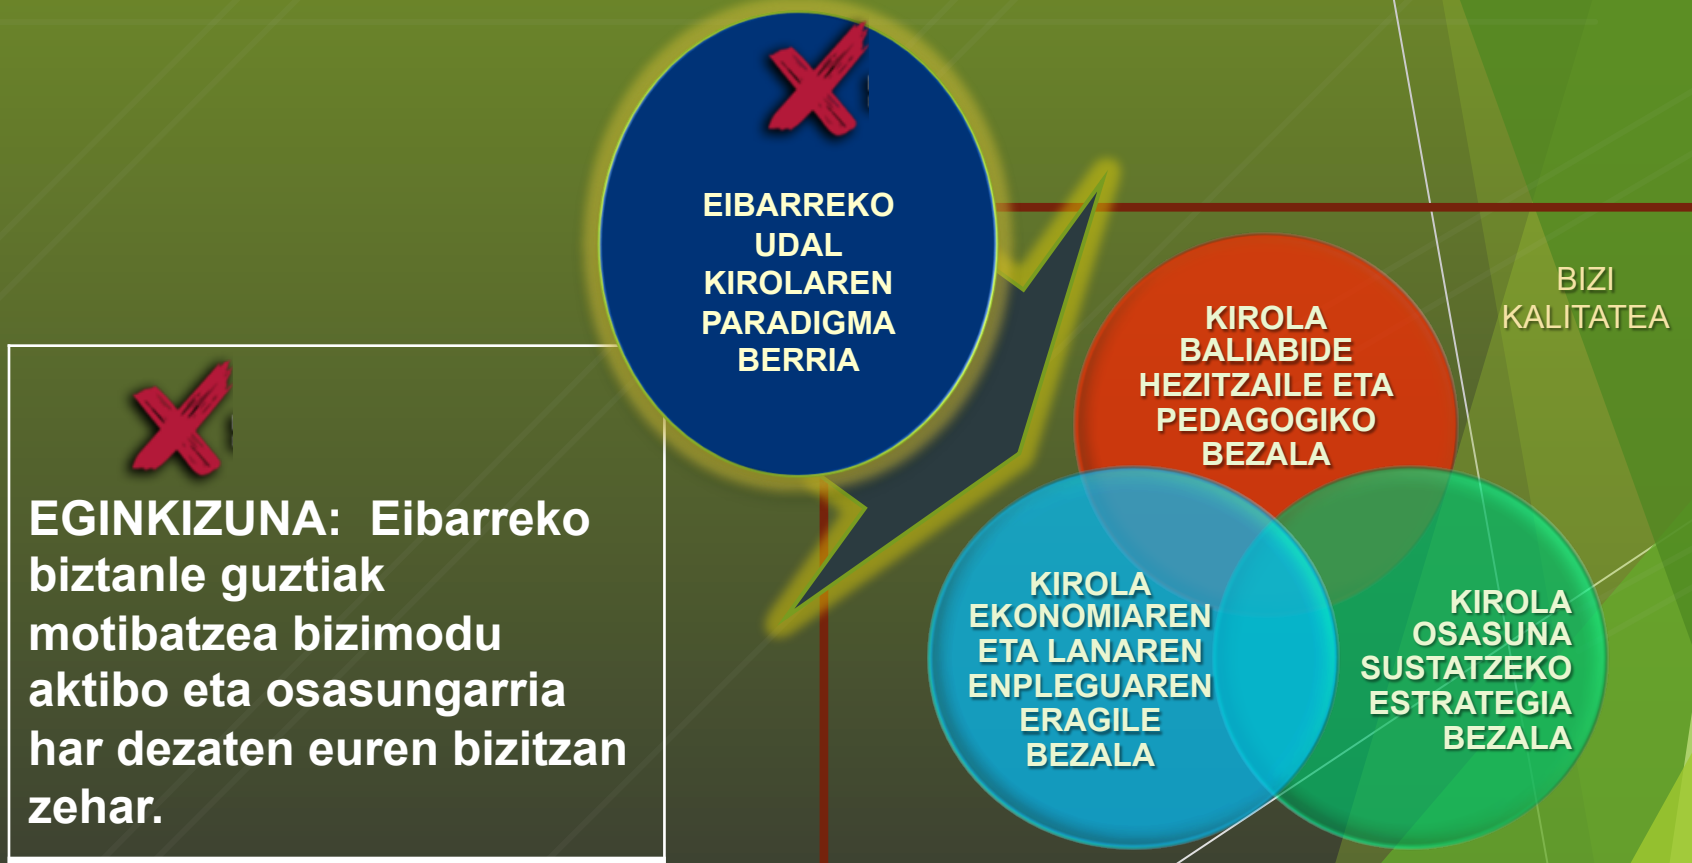 EIBARREKO
UDAL
KIROLAREN
PARADIGMA
BERRIA
EGINKIZUNA: Eibarreko
biztanle guztiak
motibatzea bizimodu
aktibo eta osasungarria
har dezaten euren bizitzan
zehar.
KIROLA
BALIABIDE
HEZITZAILE ETA
PEDAGOGIKO
BEZALA
BIZI
KALITATEA
KIROLA
EKONOMIAREN
ETA LANAREN
ENPLEGUAREN
ERAGILE
BEZALA
KIROLA
OSASUNA
SUSTATZEKO
ESTRATEGIA
BEZALA